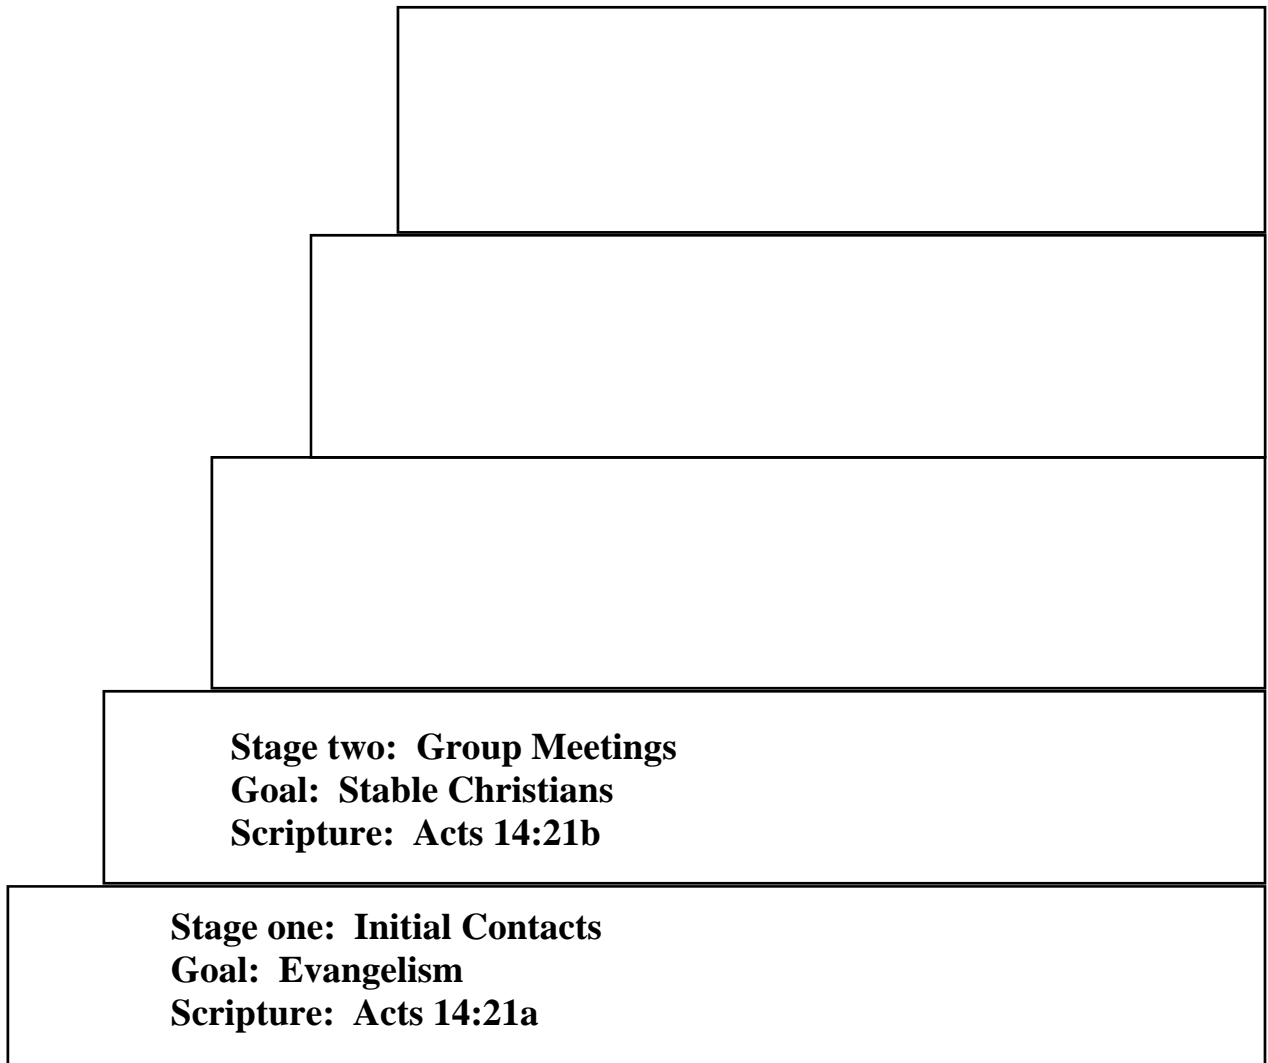 Stage two:  Group Meetings
Goal:  Stable Christians
Scripture:  Acts 14:21b
Stage one:  Initial Contacts
Goal:  Evangelism
Scripture:  Acts 14:21a